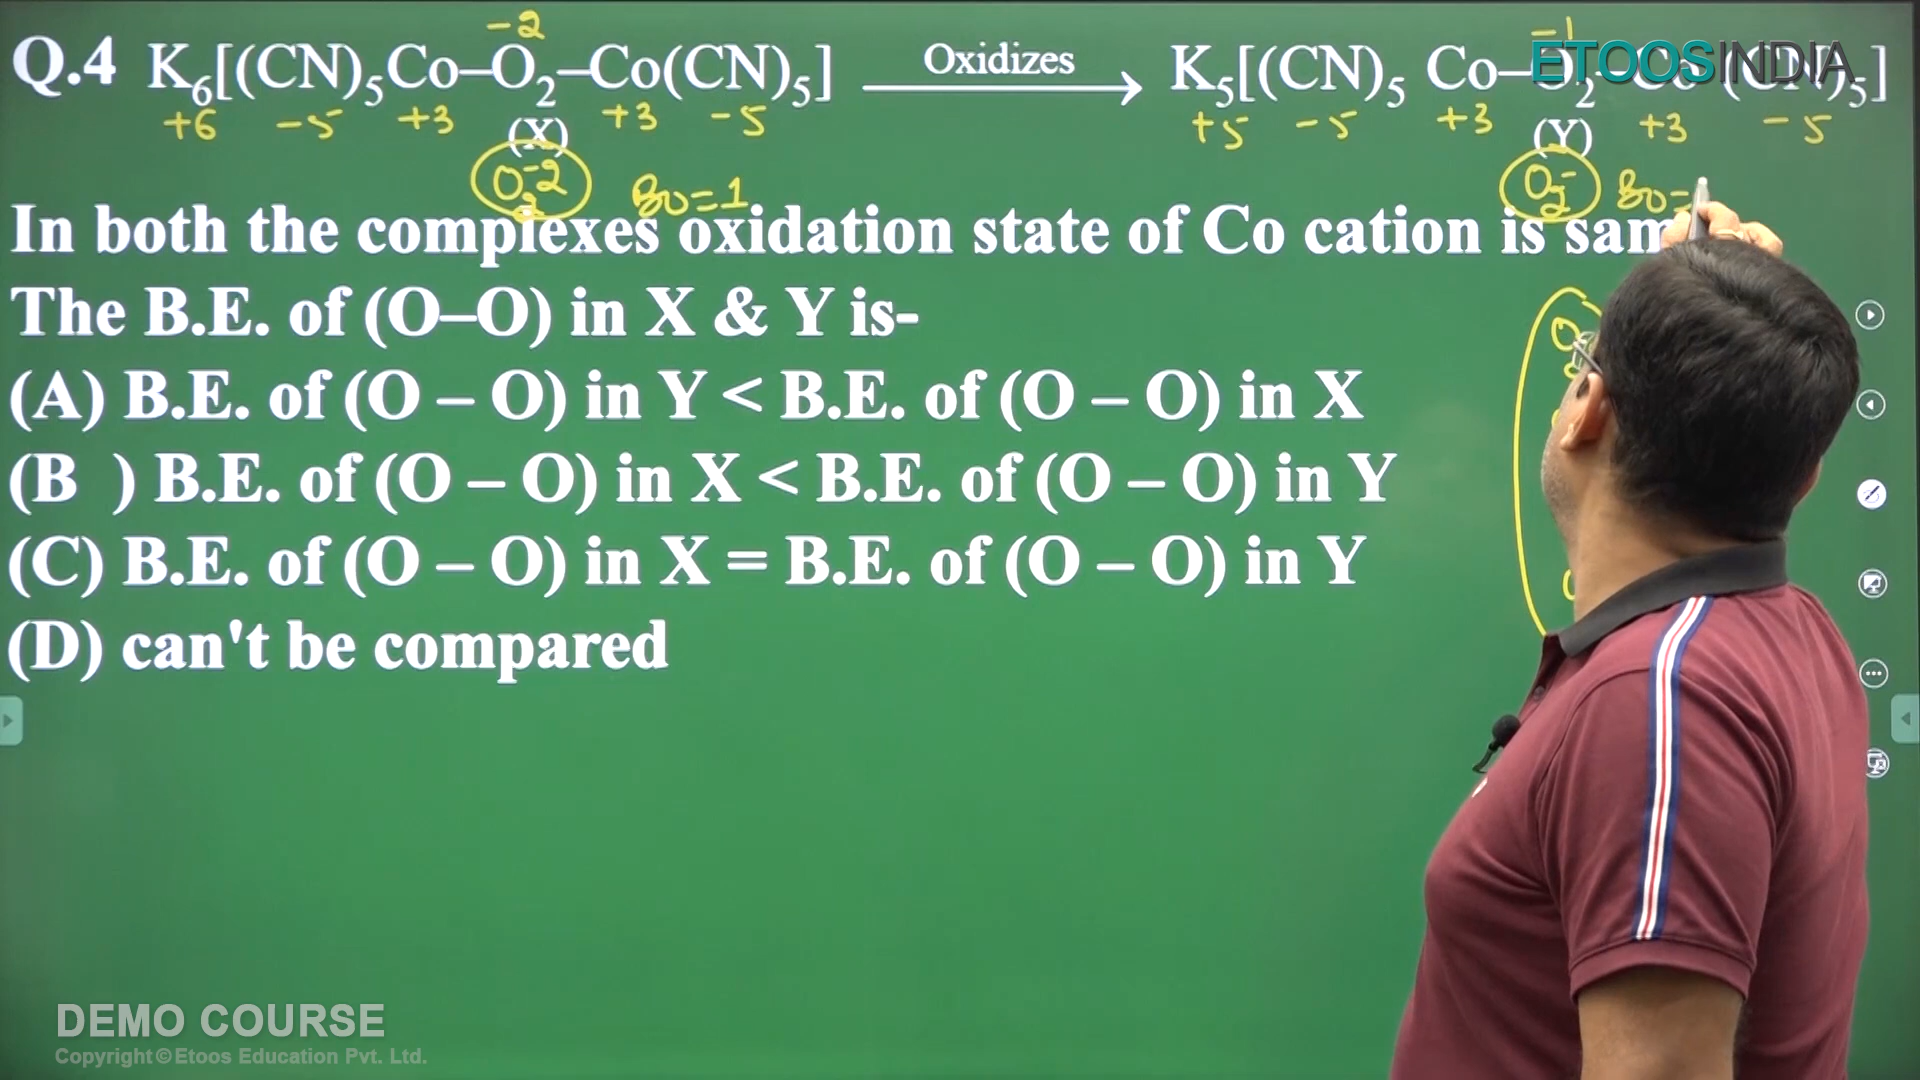 −2 −1
Q.4 K6[(CN)5Co–O2–Co(CN)5] Oxidizes K5[(CN)5 Co–O2–Co (CN)5]
ETOOSINDIA
+6 −5 +3 (X) +3 −5 +5 −5 +3 (Y) +3 −5
O2−2 BO=1 O2− BO=
In both the complexes oxidation state of Co cation is
The B.E. of (O–O) in X & Y is-
(A) B.E. of (O – O) in Y < B.E. of (O – O) in X
(B ) B.E. of (O – O) in X < B.E. of (O – O) in Y
(C) B.E. of (O – O) in X = B.E. of (O – O) in Y
(D) can't be compared
DEMO COURSE
Copyright © Etoos Education Pvt. Ltd.